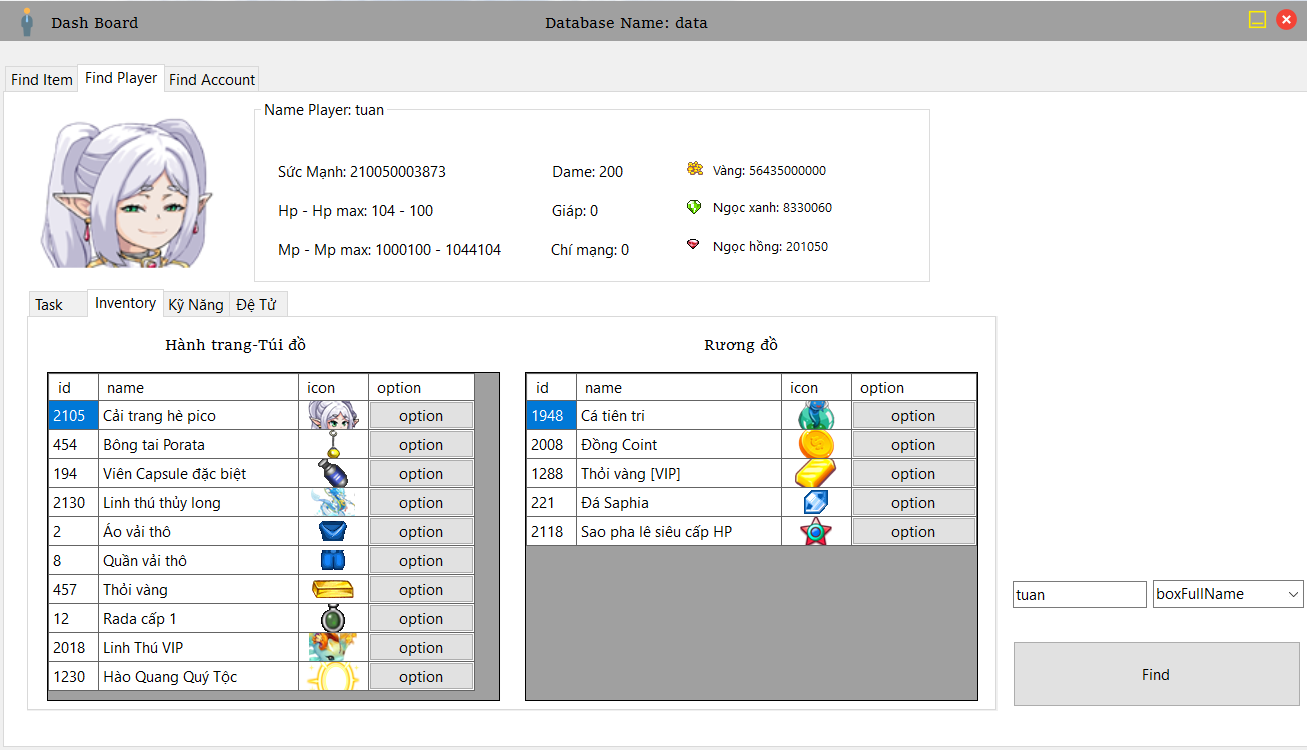 Dash Board Database Name: data
Find Item Find Player Find Account
Name Player: tuan
Sức Mạnh: 210050003873 Dame: 200 Vàng: 56435000000
Hp - Hp max: 104 - 100 Giáp: 0 Ngọc xanh: 8330060
Mp - Mp max: 1000100 - 1044104 Chí mạng: 0 Ngọc hồng: 201050
Task Inventory Kỹ Năng Đệ Tử
Hành trang-Túi đồ
id name icon option
2105 Cải trang hè pico option
454 Bông tai Porata option
194 Viên Capsule đặc biệt option
2130 Linh thú thủy long option
2 Áo vải thô option
8 Quần vải thô option
457 Thỏi vàng option
12 Rada cấp 1 option
2018 Linh Thú VIP option
1230 Hào Quang Quý Tộc option
Rương đồ
id name icon option
1948 Cá tiên tri option
2008 Đồng Coint option
1288 Thỏi vàng [VIP] option
221 Đá Saphia option
2118 Sao pha lê siêu cấp HP option
tuan boxFullName
Find